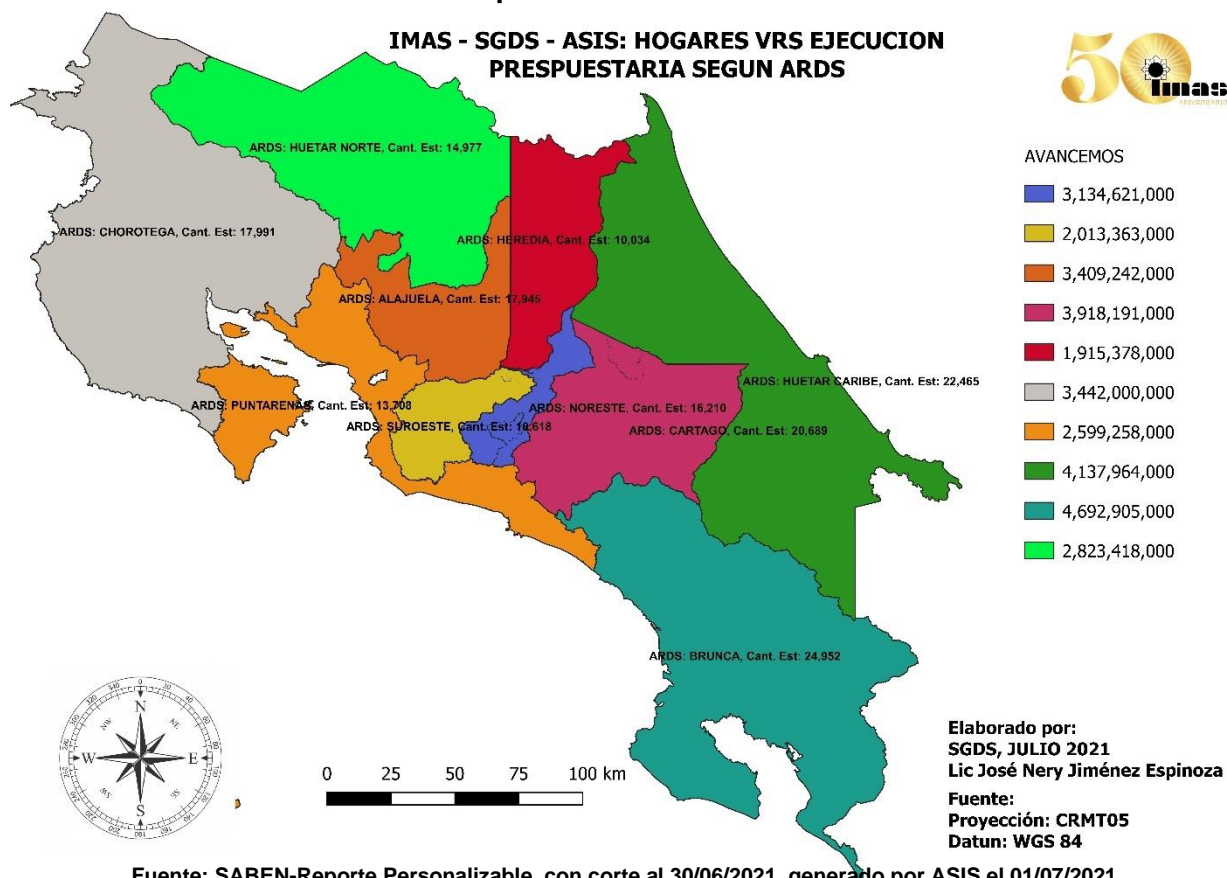 IMAS - SGDS - ASIS: HOGARES VRS EJECUCION
PRESPUESTARIA SEGUN ARDS
50
imas
ANIVERSARIO
ARDS: HUETAR NORTE, Cant. Est: 14,977
ARDS: CHOROTEGA, Cant. Est: 17,991
ARDS: HEREDIA, Cant. Est: 10,034
ARDS: ALAJUELA, Cant. Est: 17,945
ARDS: HUETAR CARIBE, Cant. Est: 22,465
ARDS: PUNTARENAS, Cant. Est: 13,708
ARDS: NORESTE, Cant. Est: 16,210
ARDS: SUROESTE, Cant. Est: 10,618
ARDS: CARTAGO, Cant. Est: 20,689
ARDS: BRUNCA, Cant. Est: 24,952
AVANCEMOS
3,134,621,000
2,013,363,000
3,409,242,000
3,918,191,000
1,915,378,000
3,442,000,000
2,599,258,000
4,137,964,000
4,692,905,000
2,823,418,000
N
NE
E
SE
S
SW
W
NW
0 25 50 75 100 km
Elaborado por:
SGDS, JULIO 2021
Lic José Nery Jiménez Espinoza
Fuente:
Proyección: CRMT05
Datun: WGS 84
Fuente: SABEN-Reporte Personalizable, con corte al 30/06/2021, generado por ASIS el 01/07/2021